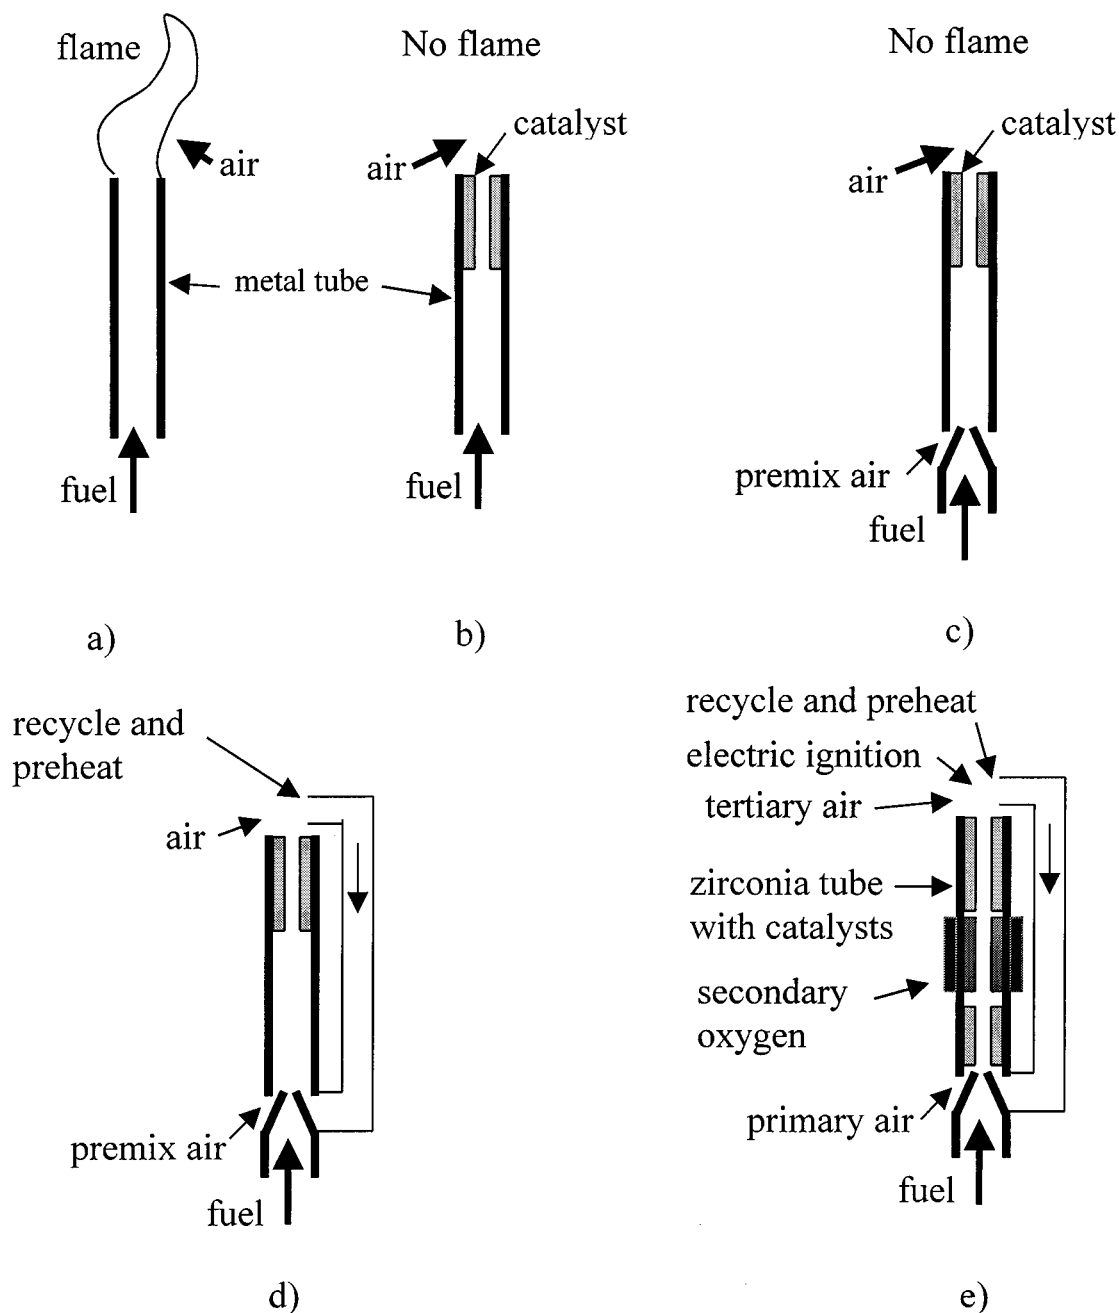 flame
air
metal tube
fuel
a)
No flame
catalyst
air
fuel
b)
No flame
catalyst
air
premix air
fuel
c)
recycle and
preheat
air
premix air
fuel
d)
recycle and preheat
electric ignition
tertiary air
zirconia tube
with catalysts
secondary
oxygen
primary air
fuel
e)